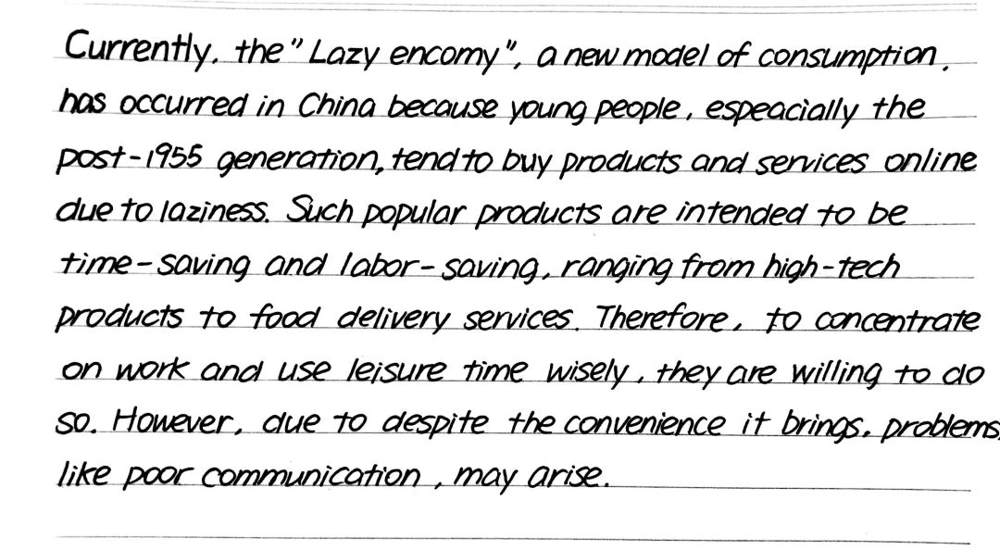 Currently, the "Lazy encomy", a new model of consumption,
has occurred in China because young people, espeacially the
post-1955 generation, tend to buy products and services online
due to laziness. Such popular products are intended to be
time-saving and labor-saving, ranging from high-tech
products to food delivery services. Therefore, to concentrate
on work and use leisure time wisely, they are willing to do
so. However, due to despite the convenience it brings, problems,
like poor communication, may arise.